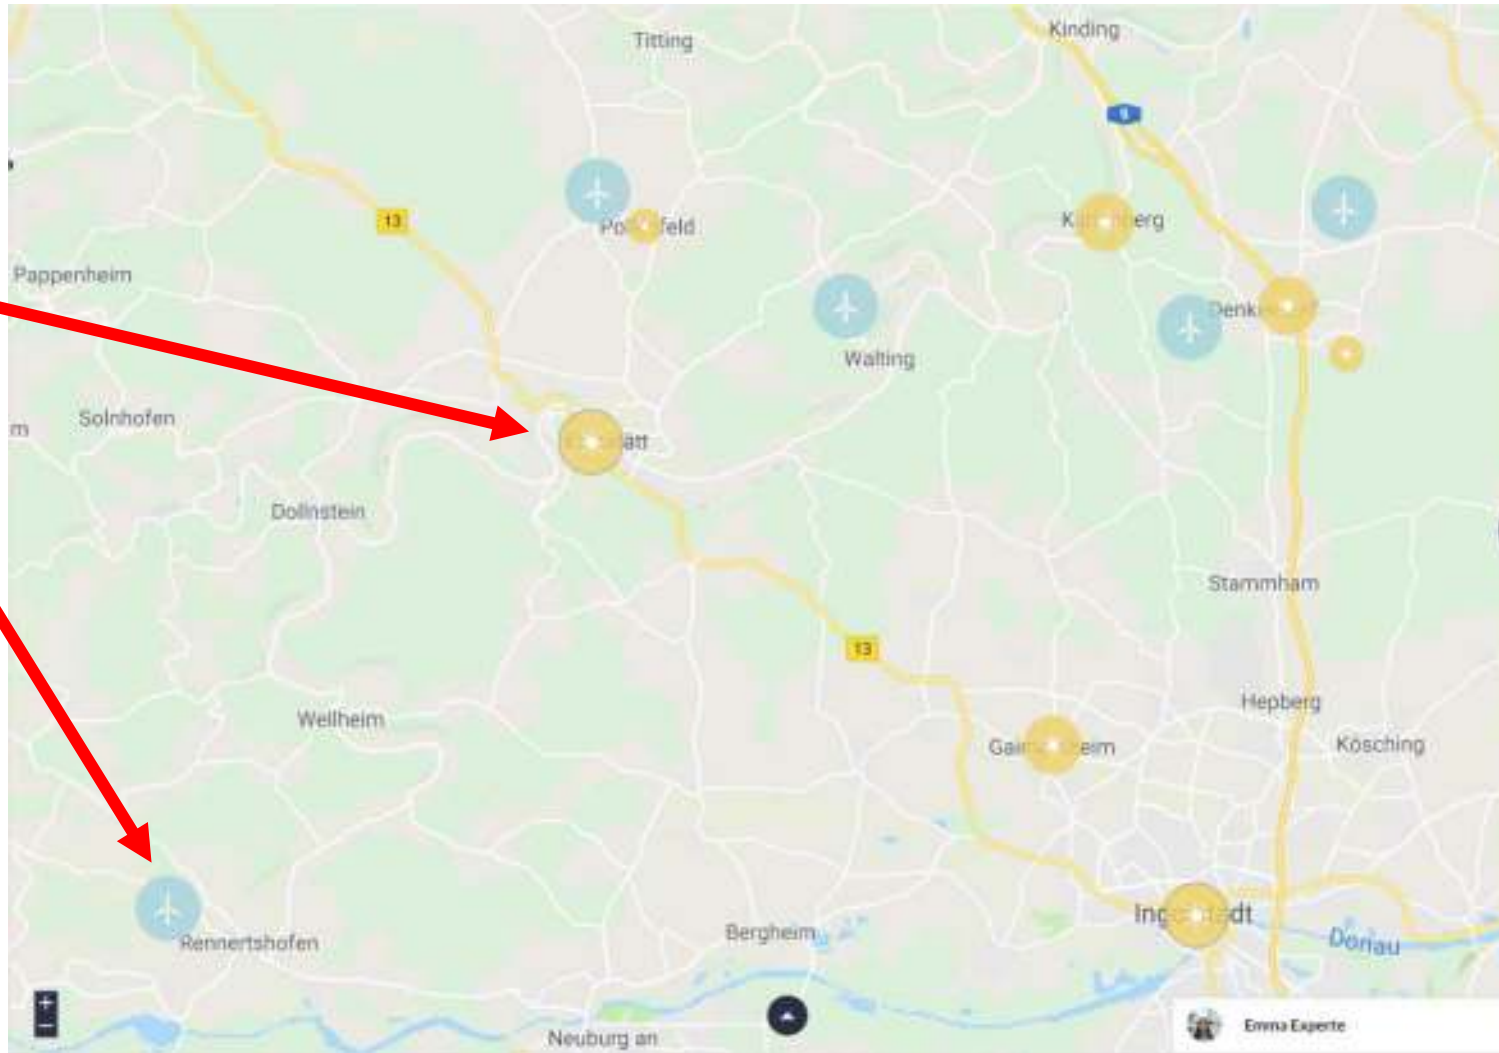 Kinding
Titting
13
Pappenheim
Walting
Solnhofen
m
Dollnstein
Stammham
13
Hepberg
Wellheim
Kösching
Bergheim
Donau
Rennertshofen
+
−
Emma Experte
Neuburg an